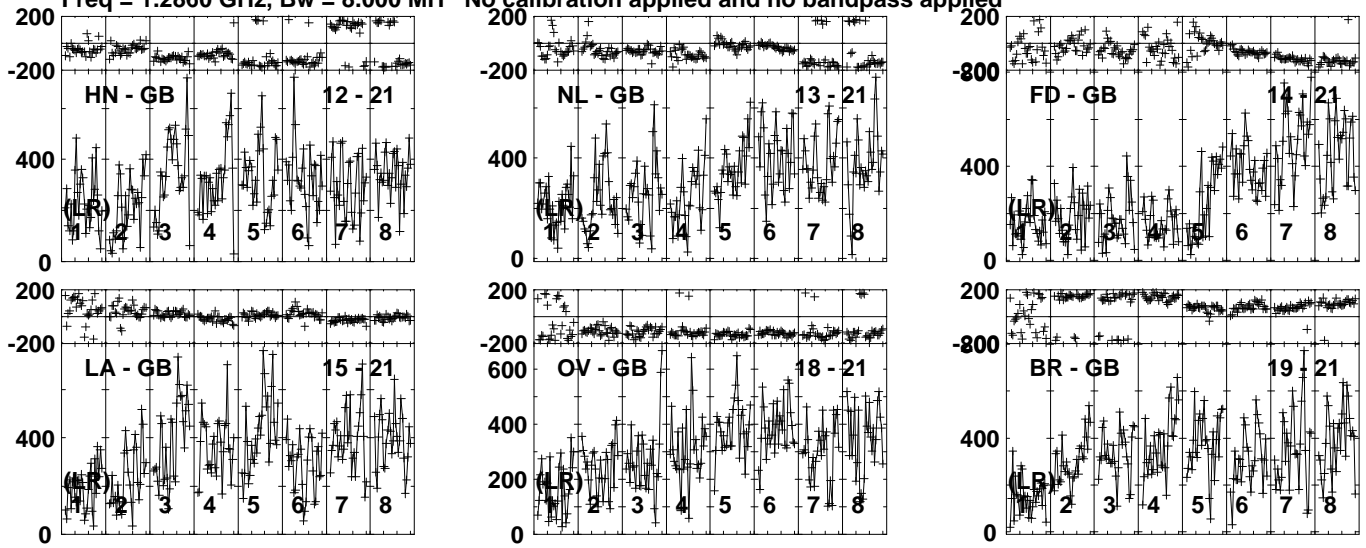 Freq = 1.2860 GHz, Bw = 8.000 MH No calibration applied and no bandpass applied
200
-200
HN - GB 12 - 21
400
(LR)
1 2 3 4 5 6 7 8
0
200
-200
NL - GB 13 - 21
400
(LR)
1 2 3 4 5 6 7 8
0
200
-200
800
FD - GB 14 - 21
400
(LR)
1 2 3 4 5 6 7 8
0
200
-200
LA - GB 15 - 21
400
(LR)
1 2 3 4 5 6 7 8
0
200
-200
600
OV - GB 18 - 21
400
200
(LR)
1 2 3 4 5 6 7 8
0
200
-200
800
BR - GB 19 - 21
400
(LR)
1 2 3 4 5 6 7 8
0